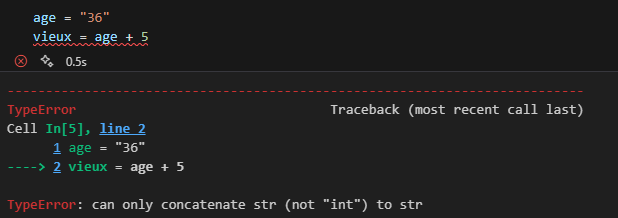 age = "36"
vieux = age + 5
0.5s
---------------------------------------------------------------------------
TypeError                                 Traceback (most recent call last)
Cell In[5], line 2
      1 age = "36"
----> 2 vieux = age + 5

TypeError: can only concatenate str (not "int") to str